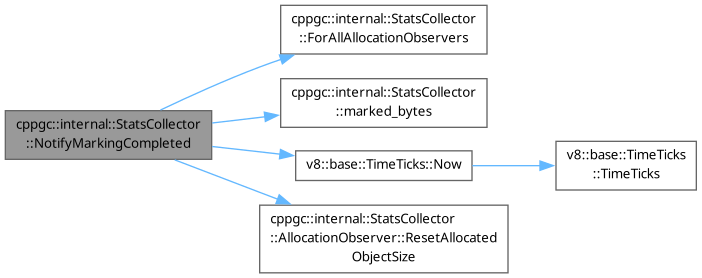 cppgc::internal::StatsCollector
::NotifyMarkingCompleted
cppgc::internal::StatsCollector
::ForAllAllocationObservers
cppgc::internal::StatsCollector
::marked_bytes
v8::base::TimeTicks::Now
v8::base::TimeTicks
::TimeTicks
cppgc::internal::StatsCollector
::AllocationObserver::ResetAllocated
ObjectSize